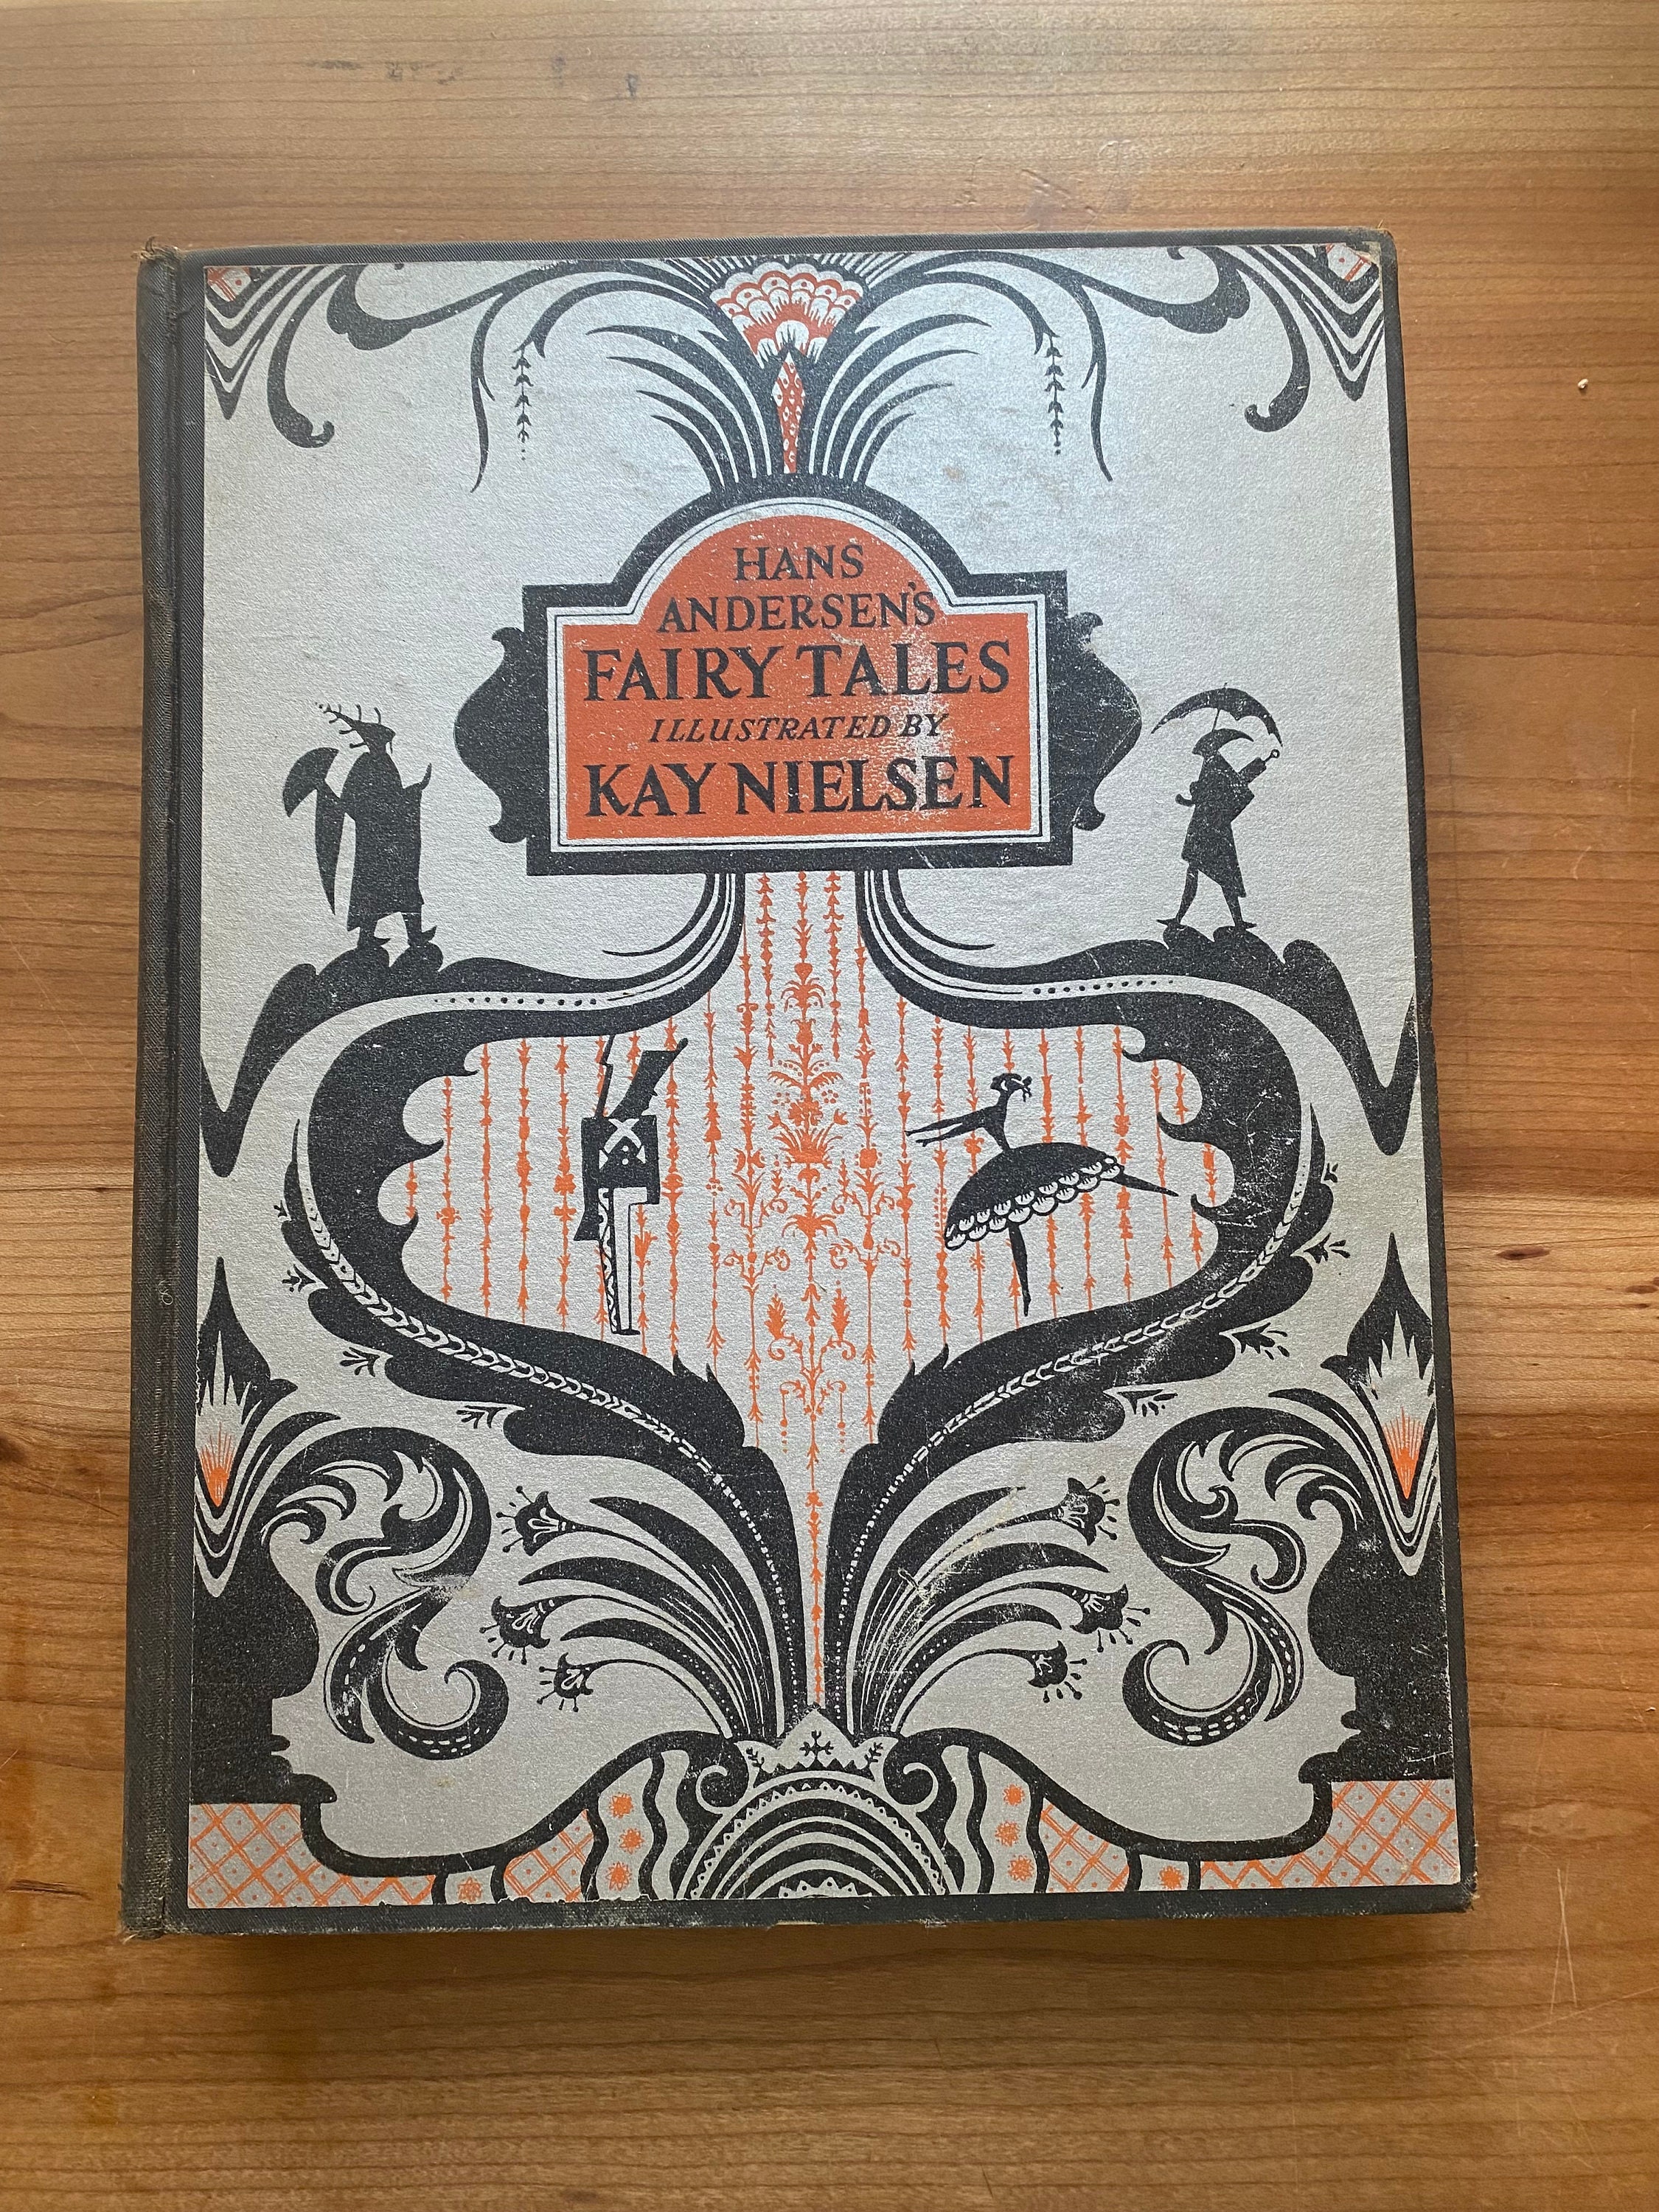 HANS
ANDERSEN'S
FAIRY TALES
ILLUSTRATED BY
KAY NIELSEN